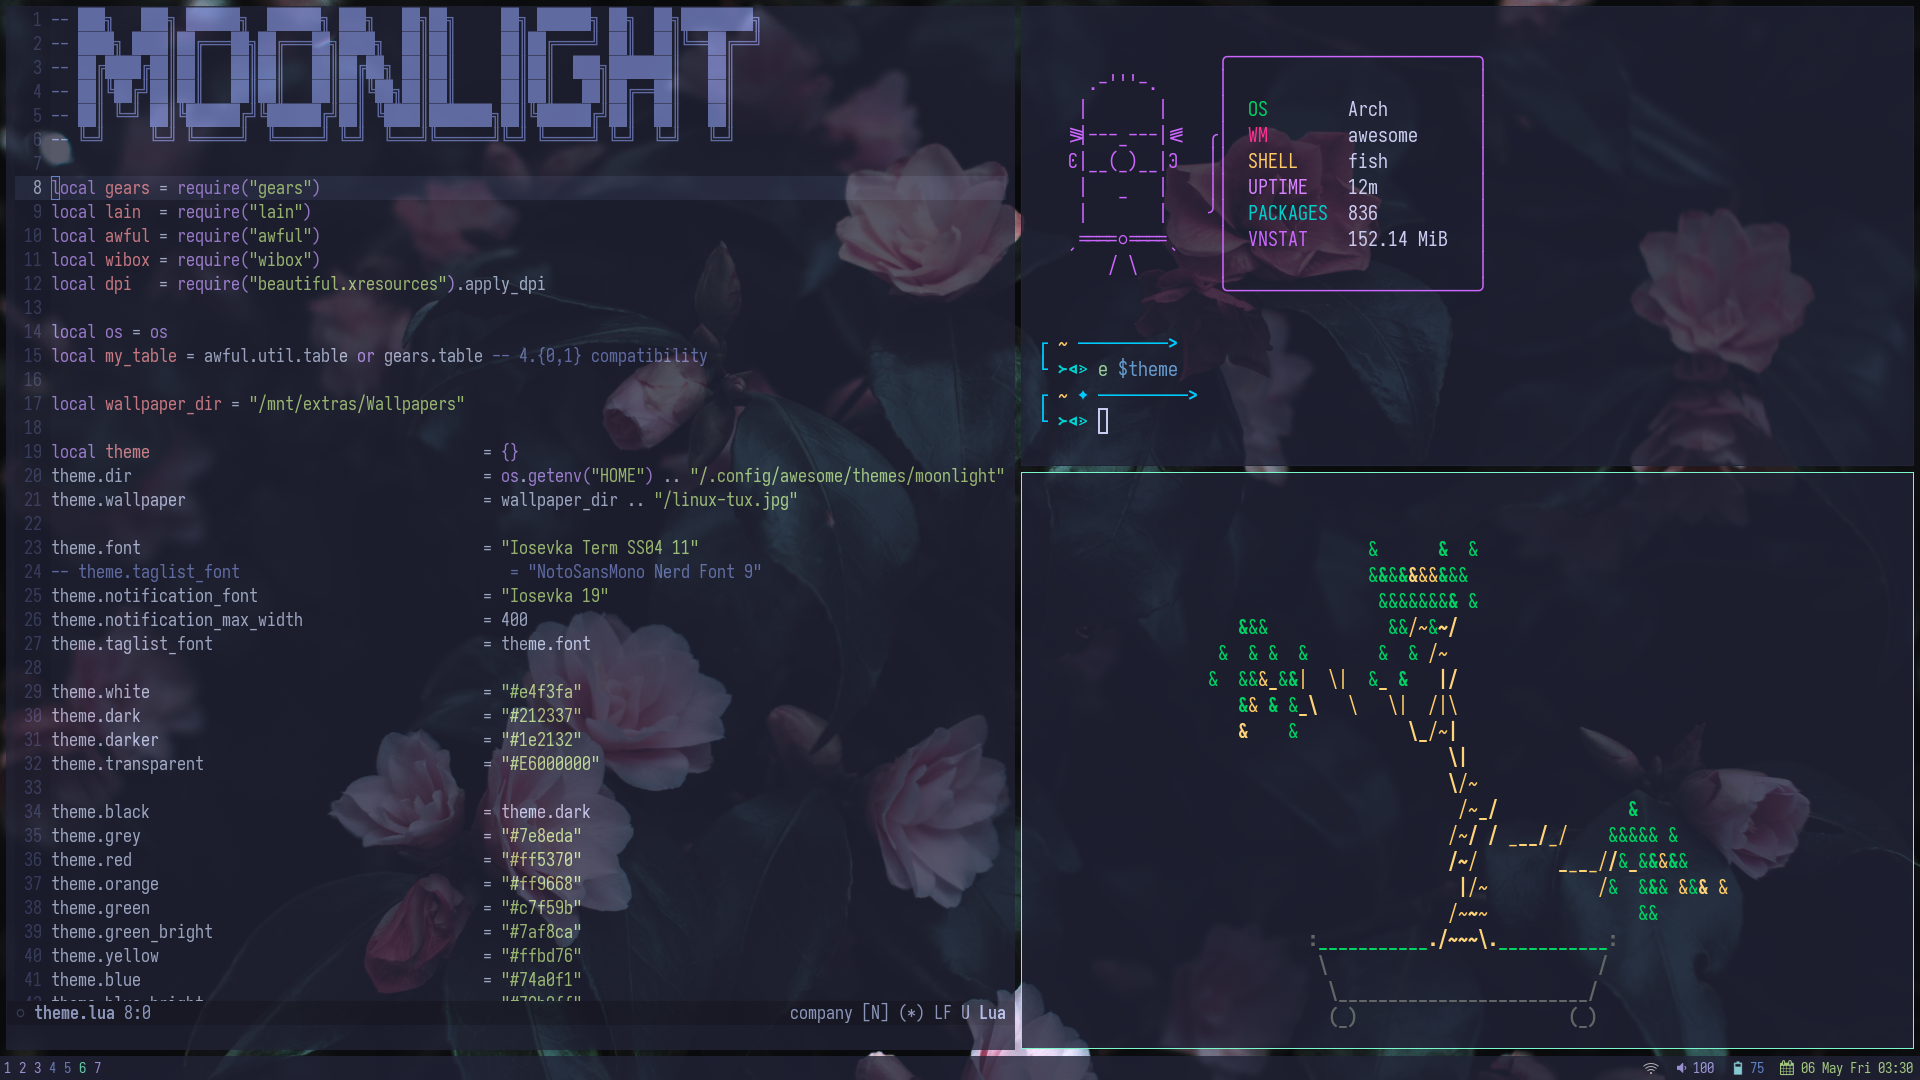 MOONLIGHT
1 --
2 --
3 --
4 --
5 --
6 --
7
8 local gears = require("gears")
9 local lain  = require("lain")
10 local awful = require("awful")
11 local wibox = require("wibox")
12 local dpi   = require("beautiful.xresources").apply_dpi
13
14 local os = os
15 local my_table = awful.util.table or gears.table -- 4.{0,1} compatibility
16
17 local wallpaper_dir = "/mnt/extras/Wallpapers"
18
19 local theme = {}
20 theme.dir = os.getenv("HOME") .. "/.config/awesome/themes/moonlight"
21 theme.wallpaper = wallpaper_dir .. "/linux-tux.jpg"
22
23 theme.font = "Iosevka Term SS04 11"
24 -- theme.taglist_font = "NotoSansMono Nerd Font 9"
25 theme.notification_font = "Iosevka 19"
26 theme.notification_max_width = 400
27 theme.taglist_font = theme.font
28
29 theme.white = "#e4f3fa"
30 theme.dark = "#212337"
31 theme.darker = "#1e2132"
32 theme.transparent = "#E6000000"
33
34 theme.black = theme.dark
35 theme.grey = "#7e8eda"
36 theme.red = "#ff5370"
37 theme.orange = "#ff9668"
38 theme.green = "#c7f59b"
39 theme.green_bright = "#7af8ca"
40 theme.yellow = "#ffbd76"
41 theme.blue = "#74a0f1"
theme.lua 8:0 company [N] (*) LF U Lua
OS Arch
WM awesome
SHELL fish
UPTIME 12m
PACKAGES 836
VNSTAT 152.14 MiB
~
e $theme
~
1 2 3 4 5 6 7
100 75 06 May Fri 03:30